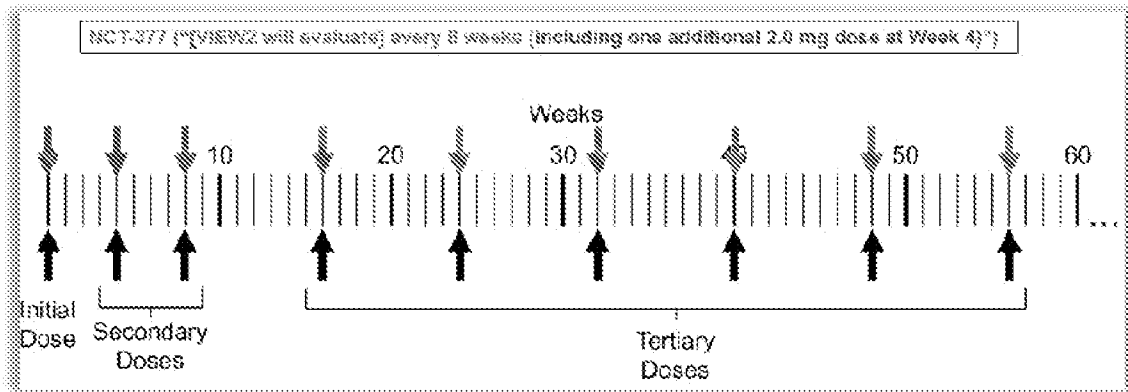 NCT-377 ("[VIEW2 will evaluate] every 8 weeks (including one additional 2.0 mg dose at Week 4)")
Weeks
10 20 30 40 50 60
...
Initial
Dose
Secondary
Doses
Tertiary
Doses